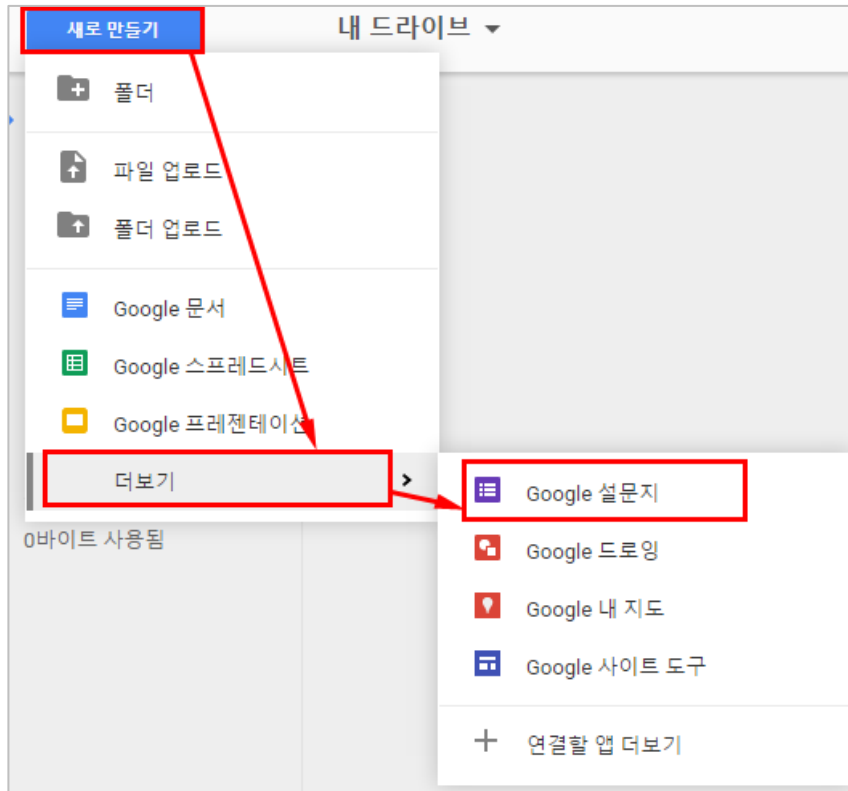 새로 만들기
내 드라이브
폴더
파일 업로드
폴더 업로드
Google 문서
Google 스프레드시트
Google 프레젠테이션
더보기
Google 설문지
0바이트 사용됨
Google 드로잉
Google 내 지도
Google 사이트 도구
연결할 앱 더보기